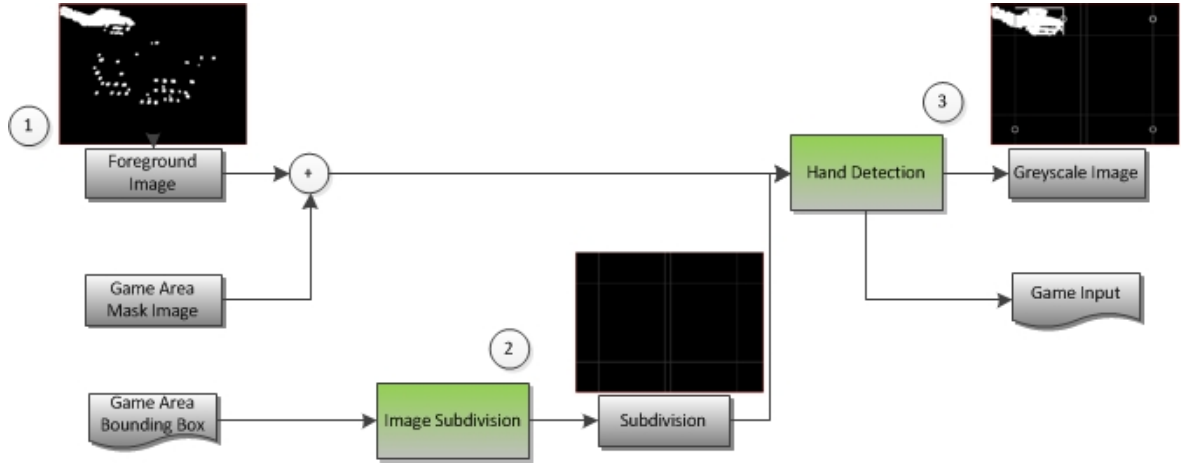 1
Foreground
Image
+
Hand Detection
3
Greyscale Image
Game Area
Mask Image
Game Input
2
Game Area
Bounding Box
Image Subdivision
Subdivision